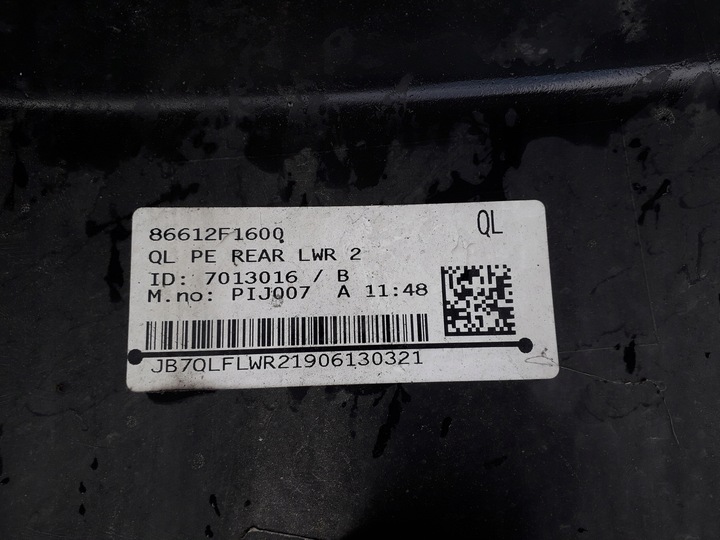 86612F1600 QL
QL PE REAR LWR 2
ID: 7013016 / B
M.no: PIJ007 A 11:48
JB7QLFLWR21906130321